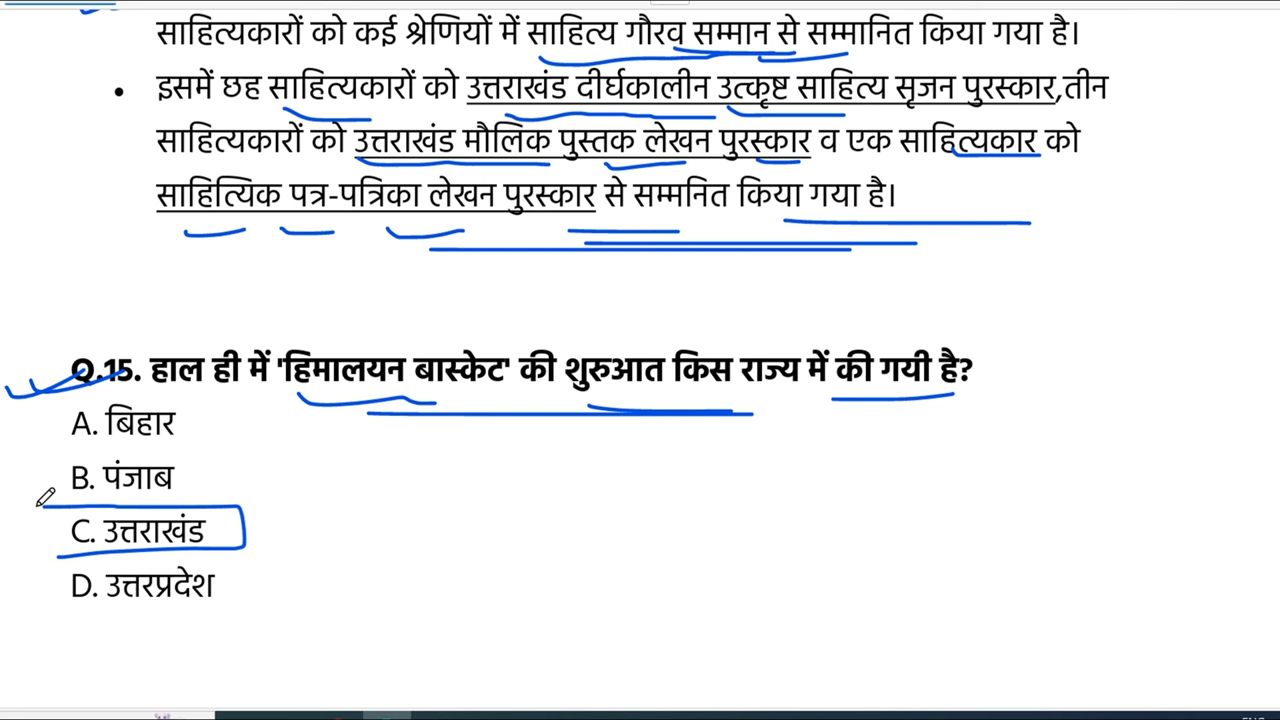 साहित्यकारों को कई श्रेणियों में साहित्य गौरव सम्मान से सम्मानित किया गया है।
• इसमें छह साहित्यकारों को उत्तराखंड दीर्घकालीन उत्कृष्ट साहित्य सृजन पुरस्कार,तीन
साहित्यकारों को उत्तराखंड मौलिक पुस्तक लेखन पुरस्कार व एक साहित्यकार को
साहित्यिक पत्र-पत्रिका लेखन पुरस्कार से सम्मनित किया गया है।
Q.15. हाल ही में 'हिमालयन बास्केट' की शुरुआत किस राज्य में की गयी है?
A. बिहार
B. पंजाब
C. उत्तराखंड
D. उत्तरप्रदेश